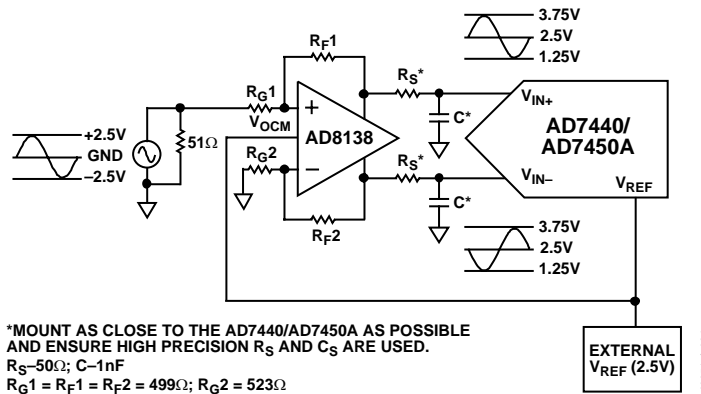 3.75V
2.5V
1.25V
RF1
RS*
RG1
VIN+
C*
VOCM
+
AD8138
AD7440/
AD7450A
+2.5V
GND
–2.5V
51Ω
RG2
–
RS*
VIN–
VREF
C*
RF2
3.75V
2.5V
1.25V
*MOUNT AS CLOSE TO THE AD7440/AD7450A AS POSSIBLE
AND ENSURE HIGH PRECISION RS AND CS ARE USED.
RS–50Ω; C–1nF
RG1 = RF1 = RF2 = 499Ω; RG2 = 523Ω
EXTERNAL
VREF (2.5V)